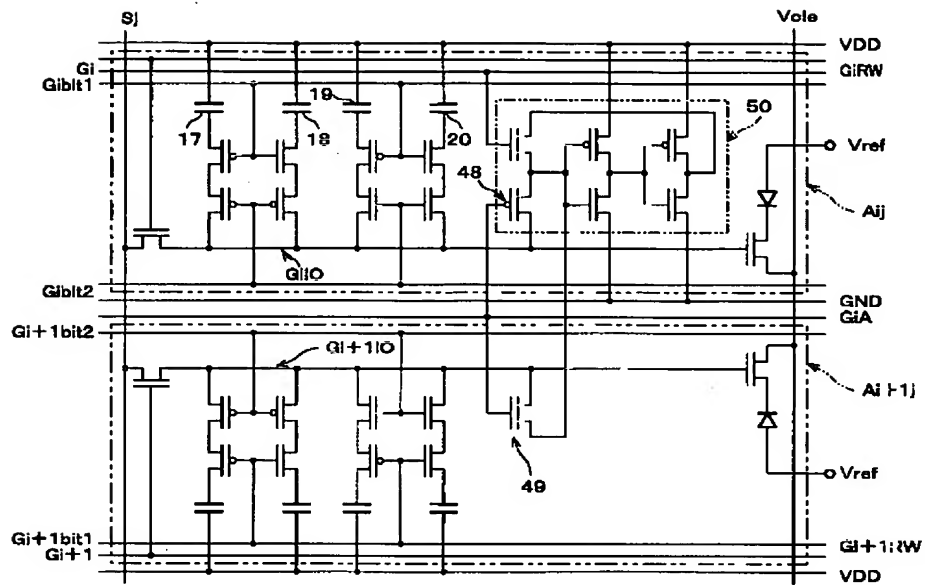 Sj
Vcle
VDD
Gi
GiRW
Gibit1
19
17
18
20
50
48
Vref
Aij
GiIO
Gibit2
GND
GiA
Gi+1bit2
Gi+1IO
Ai+1j
49
Vref
Gi+1bit1
Gi+1RW
Gi+1
VDD